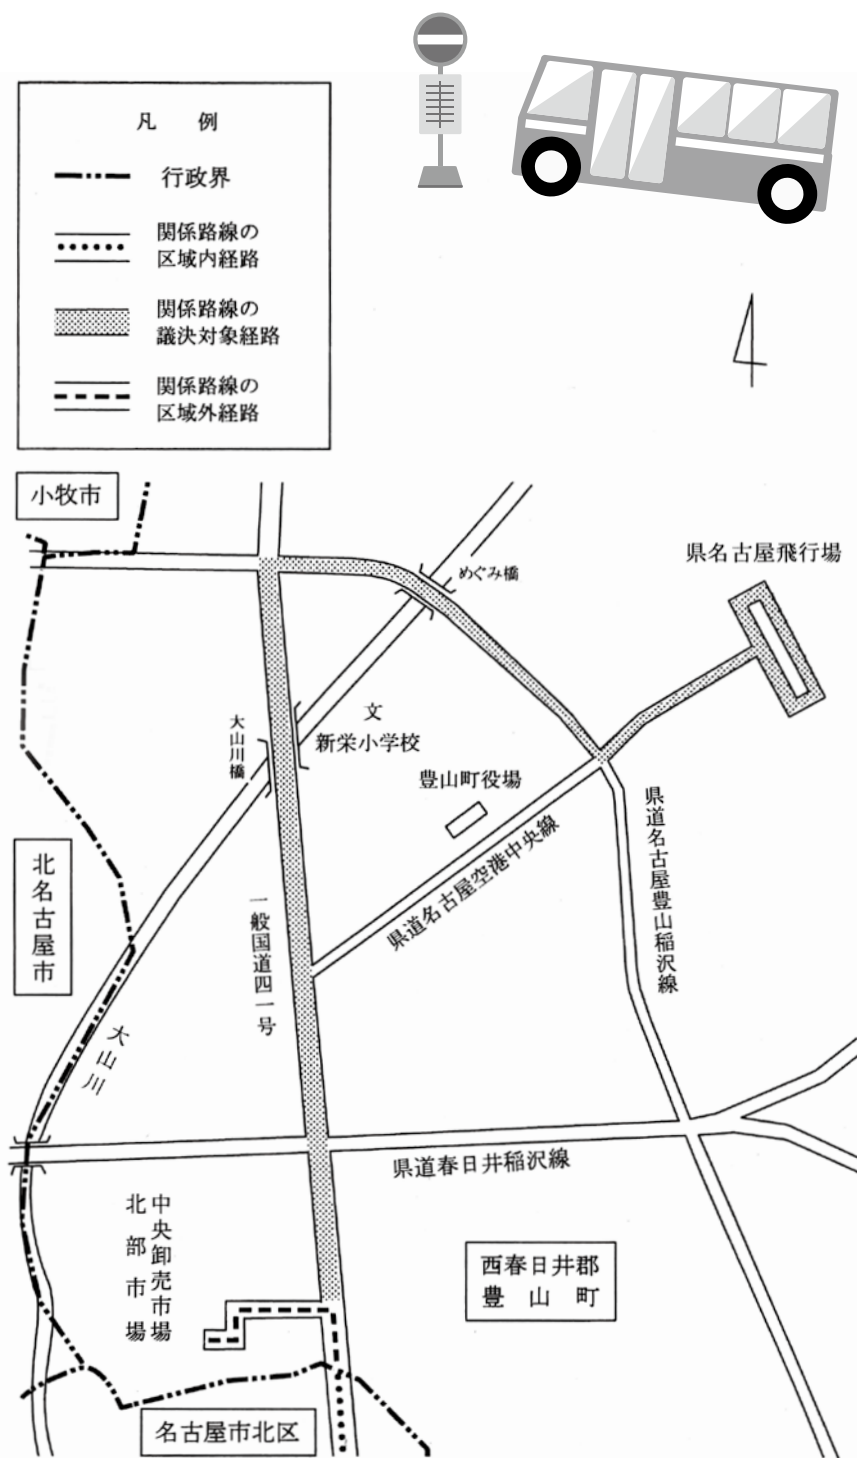 凡 例
行政界
関係路線の
区域内経路
関係路線の
議決対象経路
関係路線の
区域外経路
小牧市
県名古屋飛行場
めぐみ橋
大山川橋
文
新栄小学校
豊山町役場
県道名古屋空港中央線
県道名古屋豊山稲沢線
北名古屋市
一般国道四一号
大山川
県道春日井稲沢線
中央卸売市場
北部市場
西春日井郡
豊山町
名古屋市北区